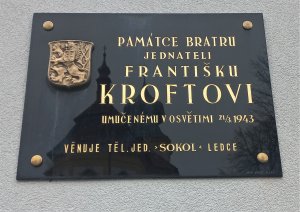 PAMÁTCE BRATRU
JEDNATELI
FRANTIŠKU
KROFTOVI
UMUČENÉMU V OSVĚTIMI 21/3 1943
VĚNUJE TĚL. JED. ›SOKOL‹ LEDCE